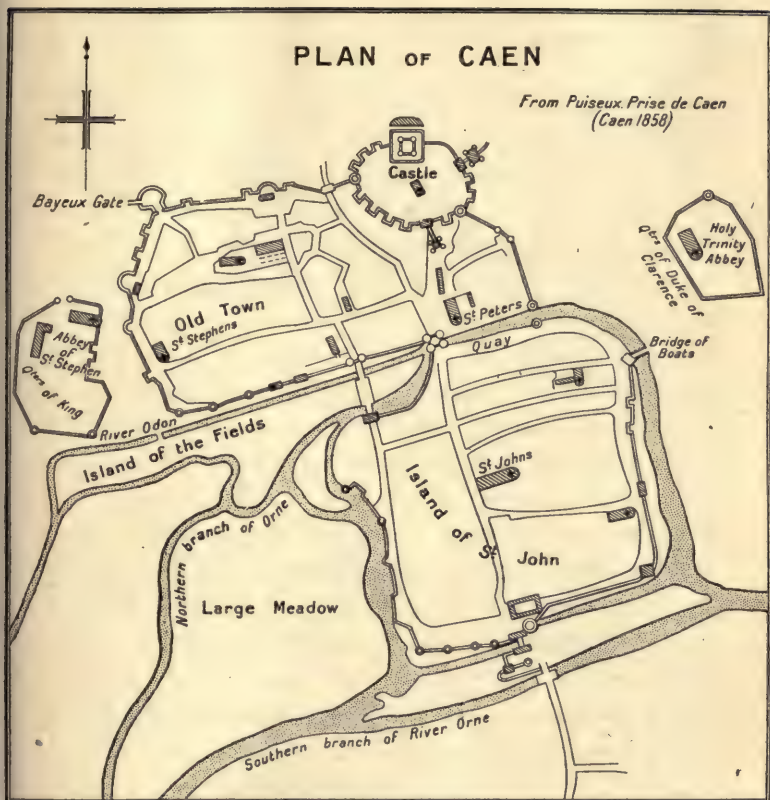 PLAN OF CAEN
From Puiseux. Prise de Caen
(Caen 1858)
Castle
Bayeux Gate
Holy
Trinity
Abbey
Qtrs of Duke of
Clarence
Old Town
St Stephens
St Peters
Quay
Bridge of
Boats
Abbey
of
St Stephen
Qtrs of King
River Odon
Island of the Fields
St Johns
Island of St John
Northern branch of Orne
Large Meadow
Southern branch of River Orne